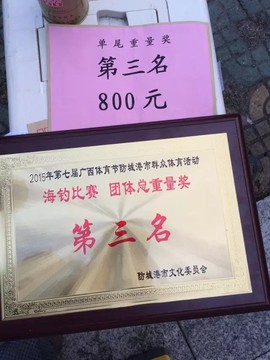 单尾重量奖
第三名
800元
2015年第七届广西体育节防城港市群众体育活动
海钓比赛 团体总重量奖
第三名
防城港市文化委员会